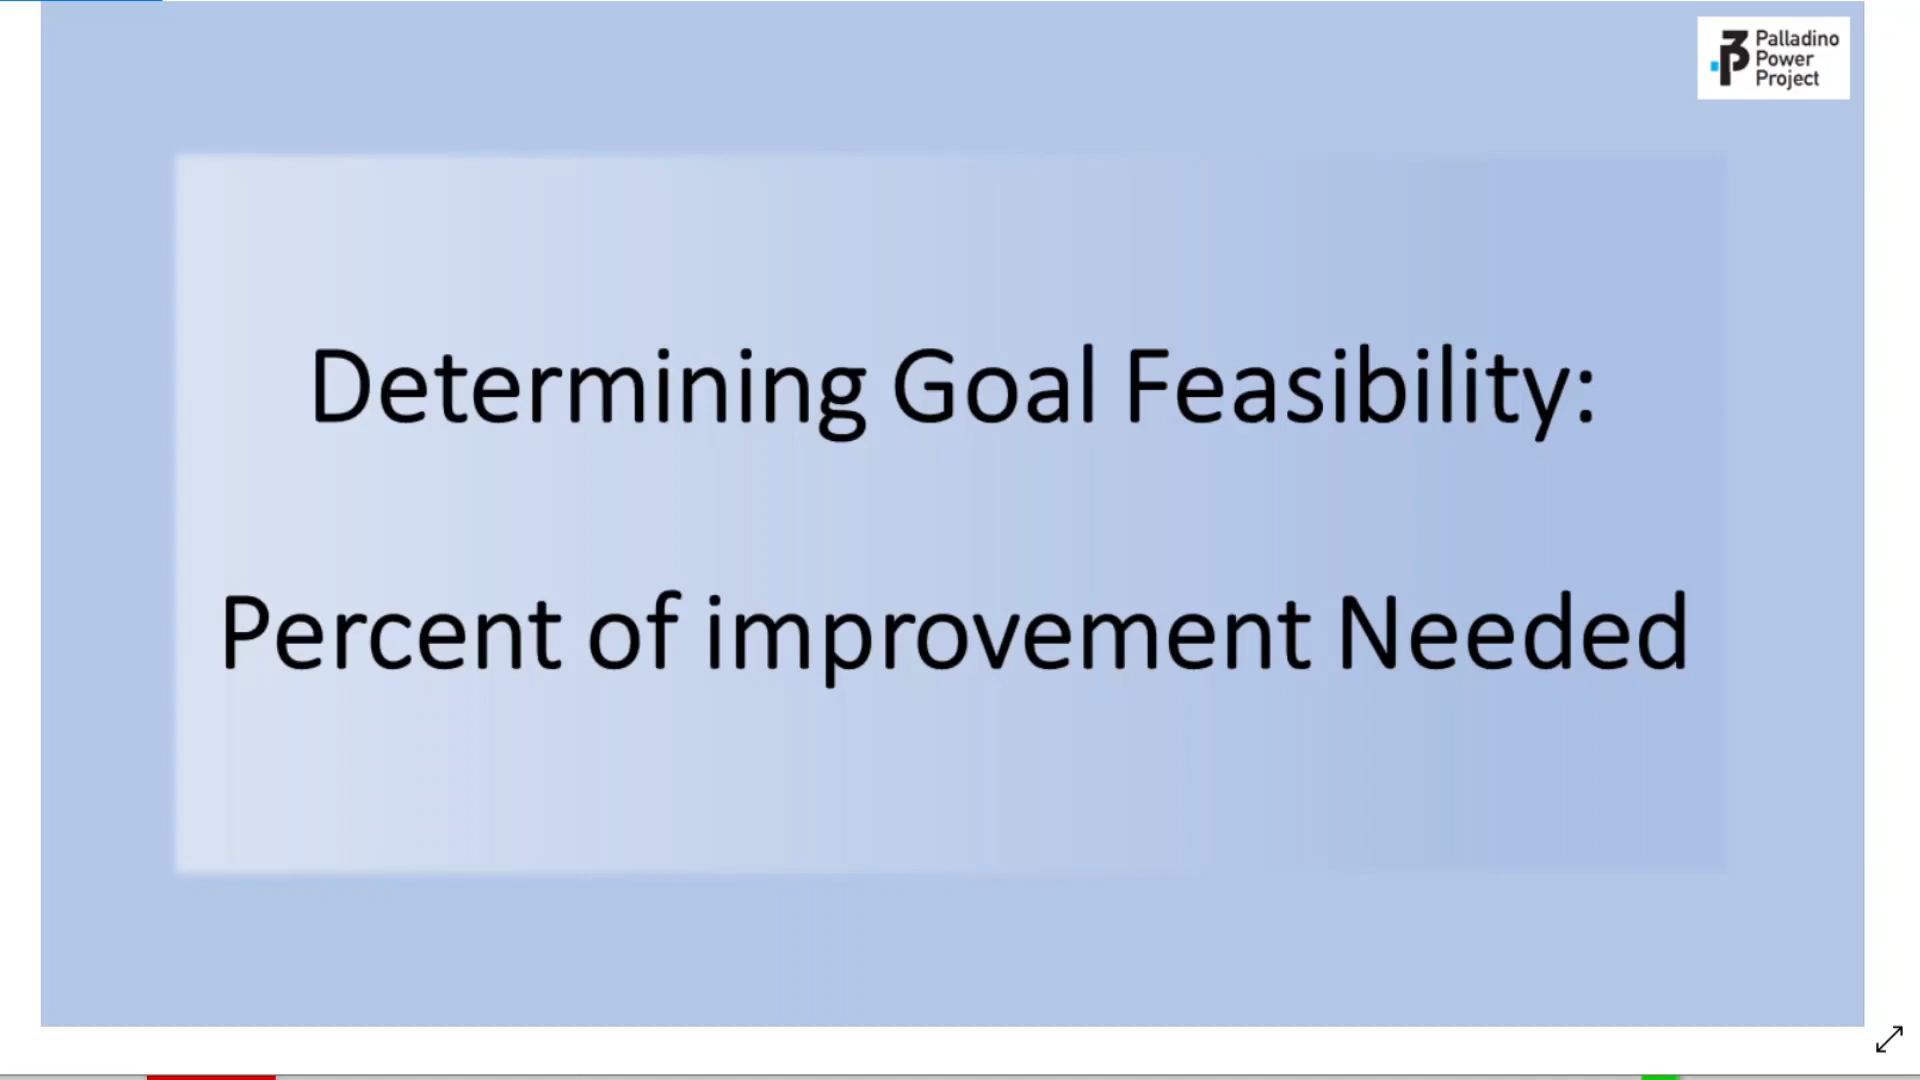 Palladino
Power
Project
Determining Goal Feasibility:
Percent of improvement Needed